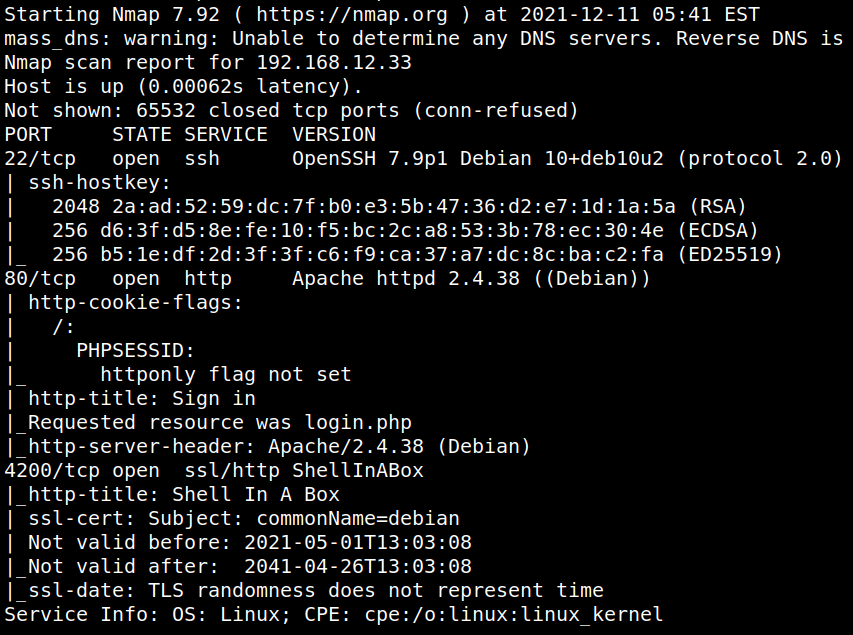 Starting Nmap 7.92 ( https://nmap.org ) at 2021-12-11 05:41 EST
mass_dns: warning: Unable to determine any DNS servers. Reverse DNS is
Nmap scan report for 192.168.12.33
Host is up (0.00062s latency).
Not shown: 65532 closed tcp ports (conn-refused)
PORT     STATE SERVICE  VERSION
22/tcp   open  ssh      OpenSSH 7.9p1 Debian 10+deb10u2 (protocol 2.0)
| ssh-hostkey:
|   2048 2a:ad:52:59:dc:7f:b0:e3:5b:47:36:d2:e7:1d:1a:5a (RSA)
|   256 d6:3f:d5:8e:fe:10:f5:bc:2c:a8:53:3b:78:ec:30:4e (ECDSA)
|_  256 b5:1e:df:2d:3f:3f:c6:f9:ca:37:a7:dc:8c:ba:c2:fa (ED25519)
80/tcp   open  http     Apache httpd 2.4.38 ((Debian))
| http-cookie-flags:
|   /:
|     PHPSESSID:
|_      httponly flag not set
| http-title: Sign in
|_Requested resource was login.php
|_http-server-header: Apache/2.4.38 (Debian)
4200/tcp open  ssl/http ShellInABox
|_http-title: Shell In A Box
| ssl-cert: Subject: commonName=debian
| Not valid before: 2021-05-01T13:03:08
|_Not valid after:  2041-04-26T13:03:08
|_ssl-date: TLS randomness does not represent time
Service Info: OS: Linux; CPE: cpe:/o:linux:linux_kernel